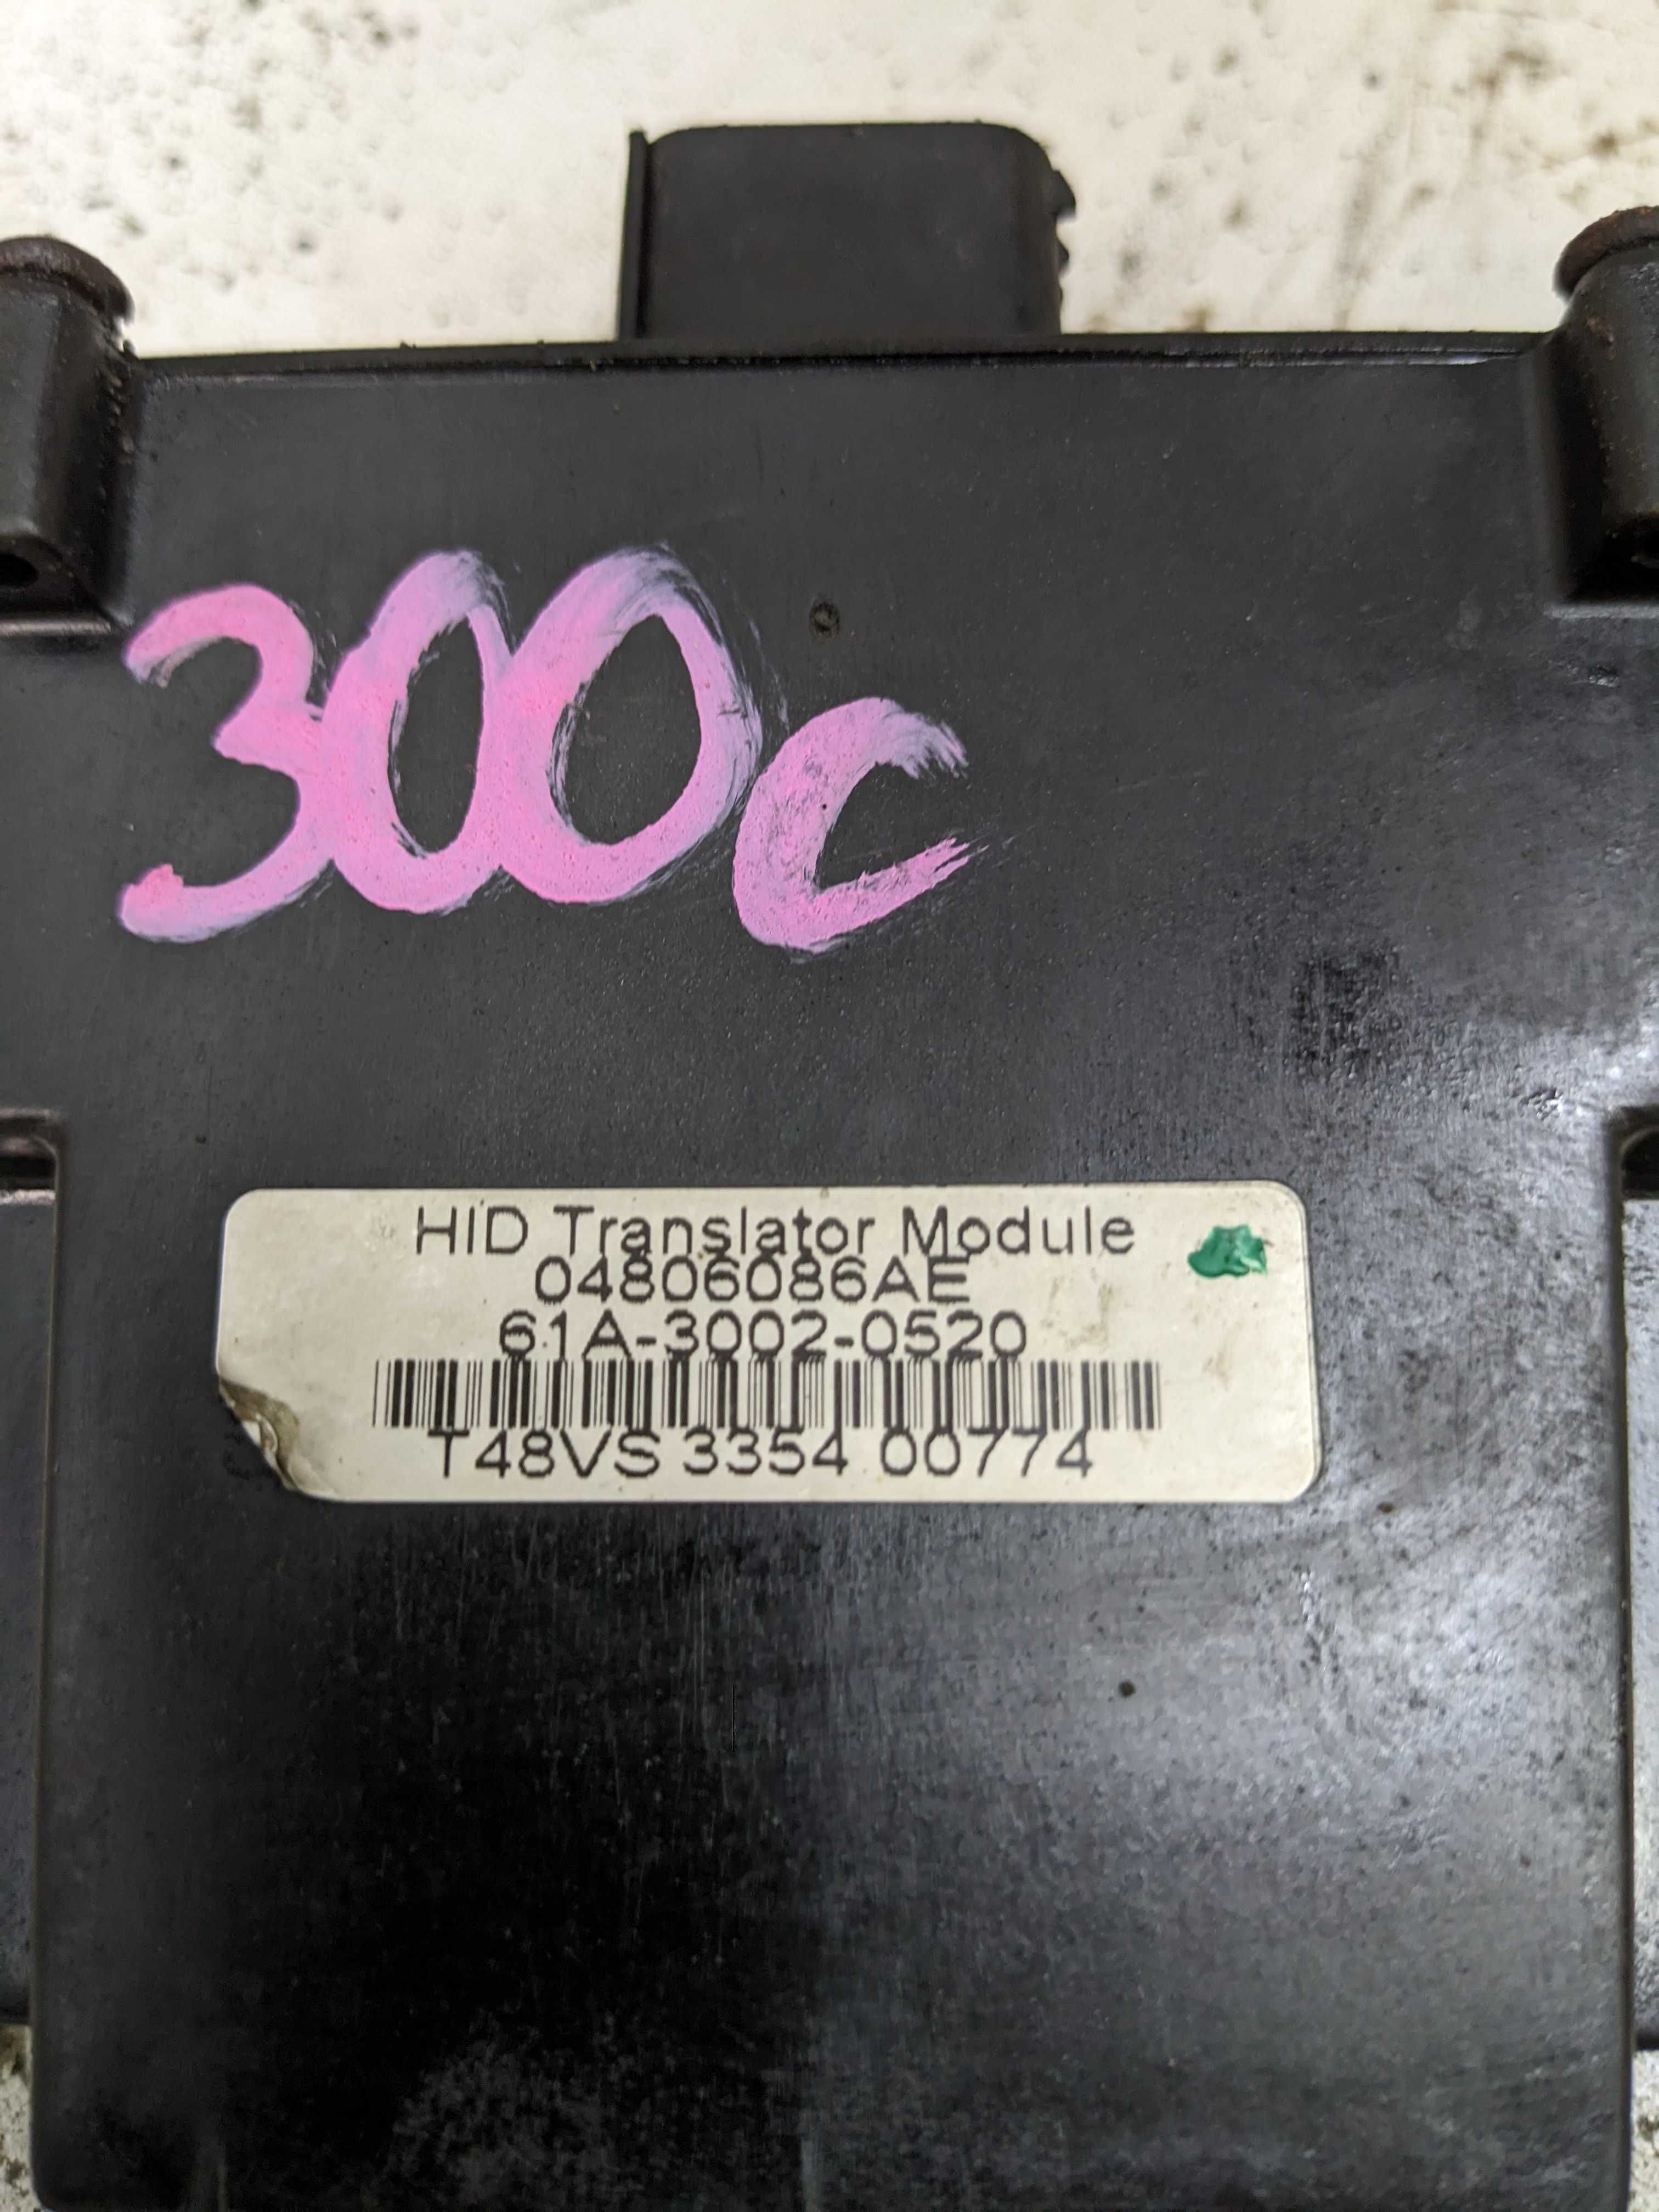 300c
HID Translator Module
04806086AE
61A-3002-0520
T48VS 3354 00774